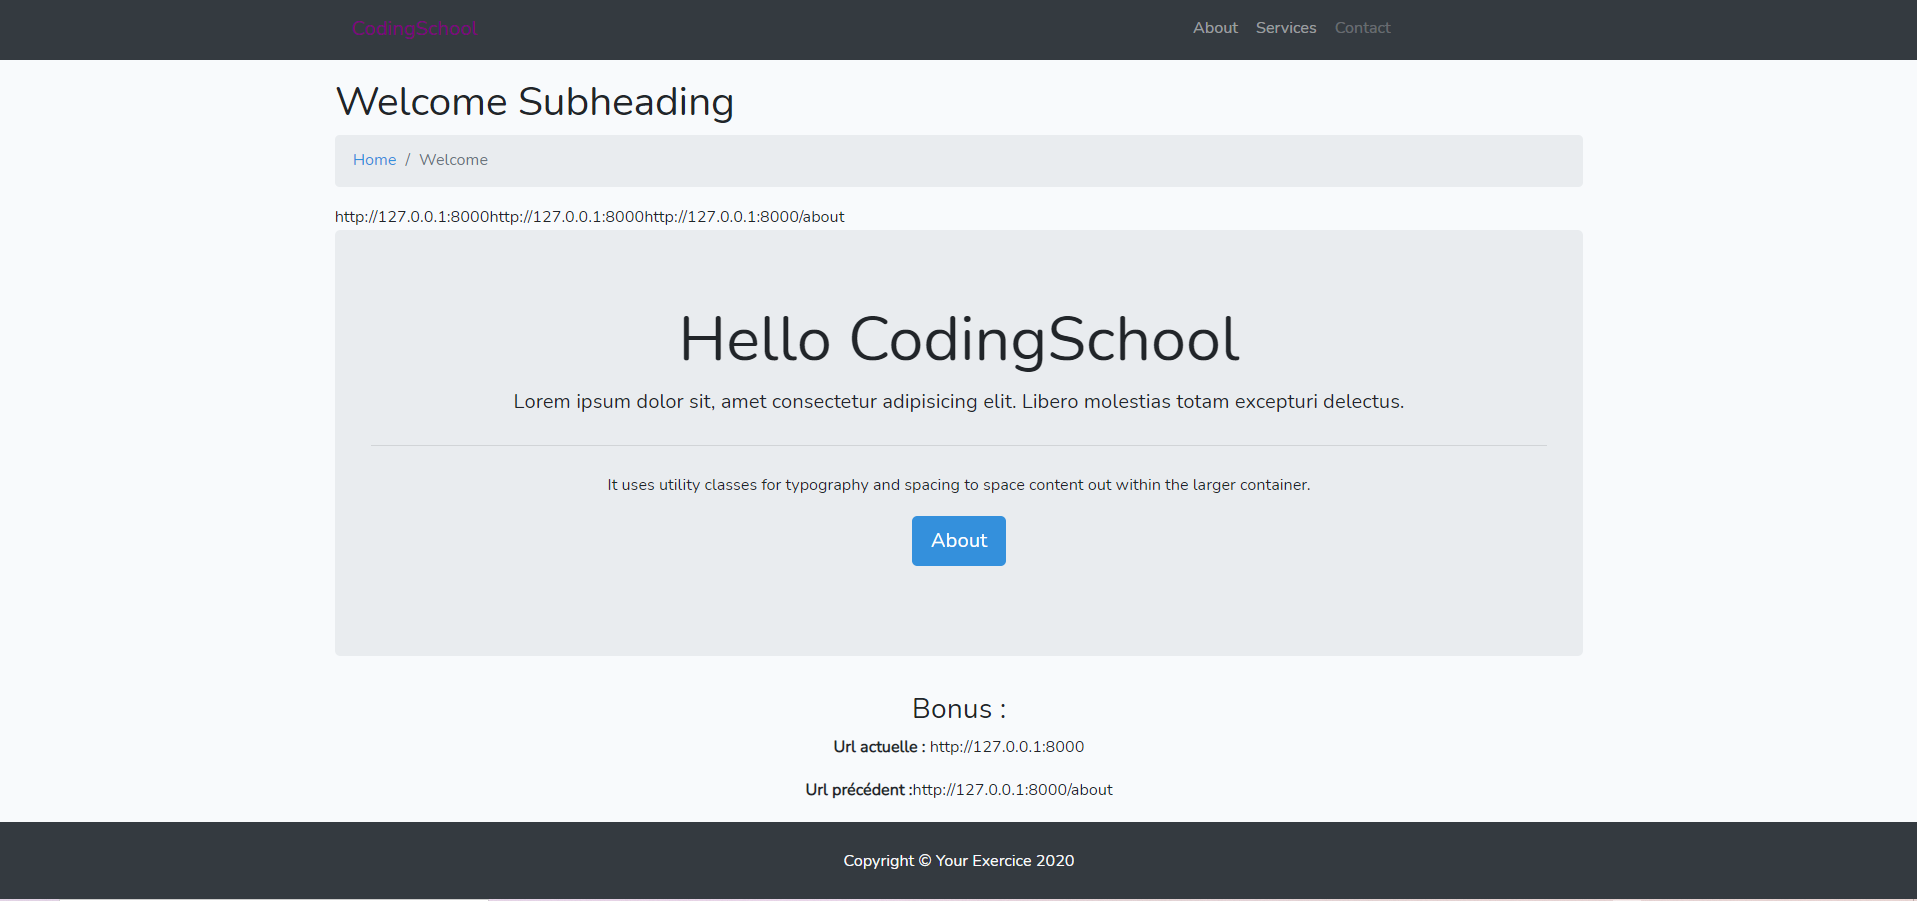 CodingSchool About Services Contact
Welcome Subheading
Home / Welcome
http://127.0.0.1:8000http://127.0.0.1:8000http://127.0.0.1:8000/about
Hello CodingSchool
Lorem ipsum dolor sit, amet consectetur adipisicing elit. Libero molestias totam excepturi delectus.
It uses utility classes for typography and spacing to space content out within the larger container.
About
Bonus :
Url actuelle : http://127.0.0.1:8000
Url précédent :http://127.0.0.1:8000/about
Copyright © Your Exercice 2020